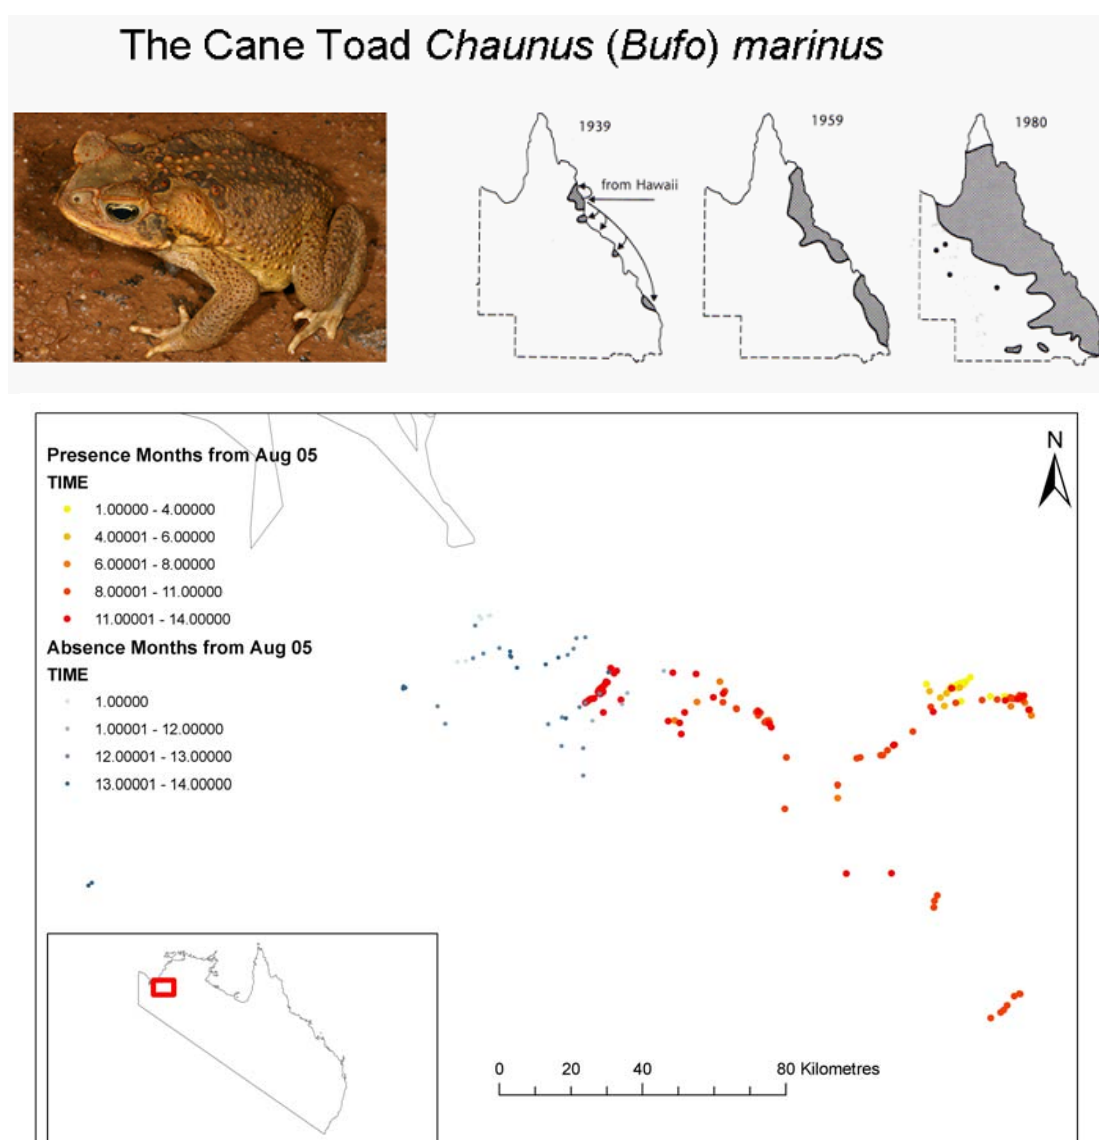 The Cane Toad Chaunus (Bufo) marinus
1939
from Hawaii
1959
1980
Presence Months from Aug 05
TIME
1.00000 - 4.00000
4.00001 - 6.00000
6.00001 - 8.00000
8.00001 - 11.00000
11.00001 - 14.00000
Absence Months from Aug 05
TIME
1.00000
1.00001 - 12.00000
12.00001 - 13.00000
13.00001 - 14.00000
N
0 20 40 80 Kilometres